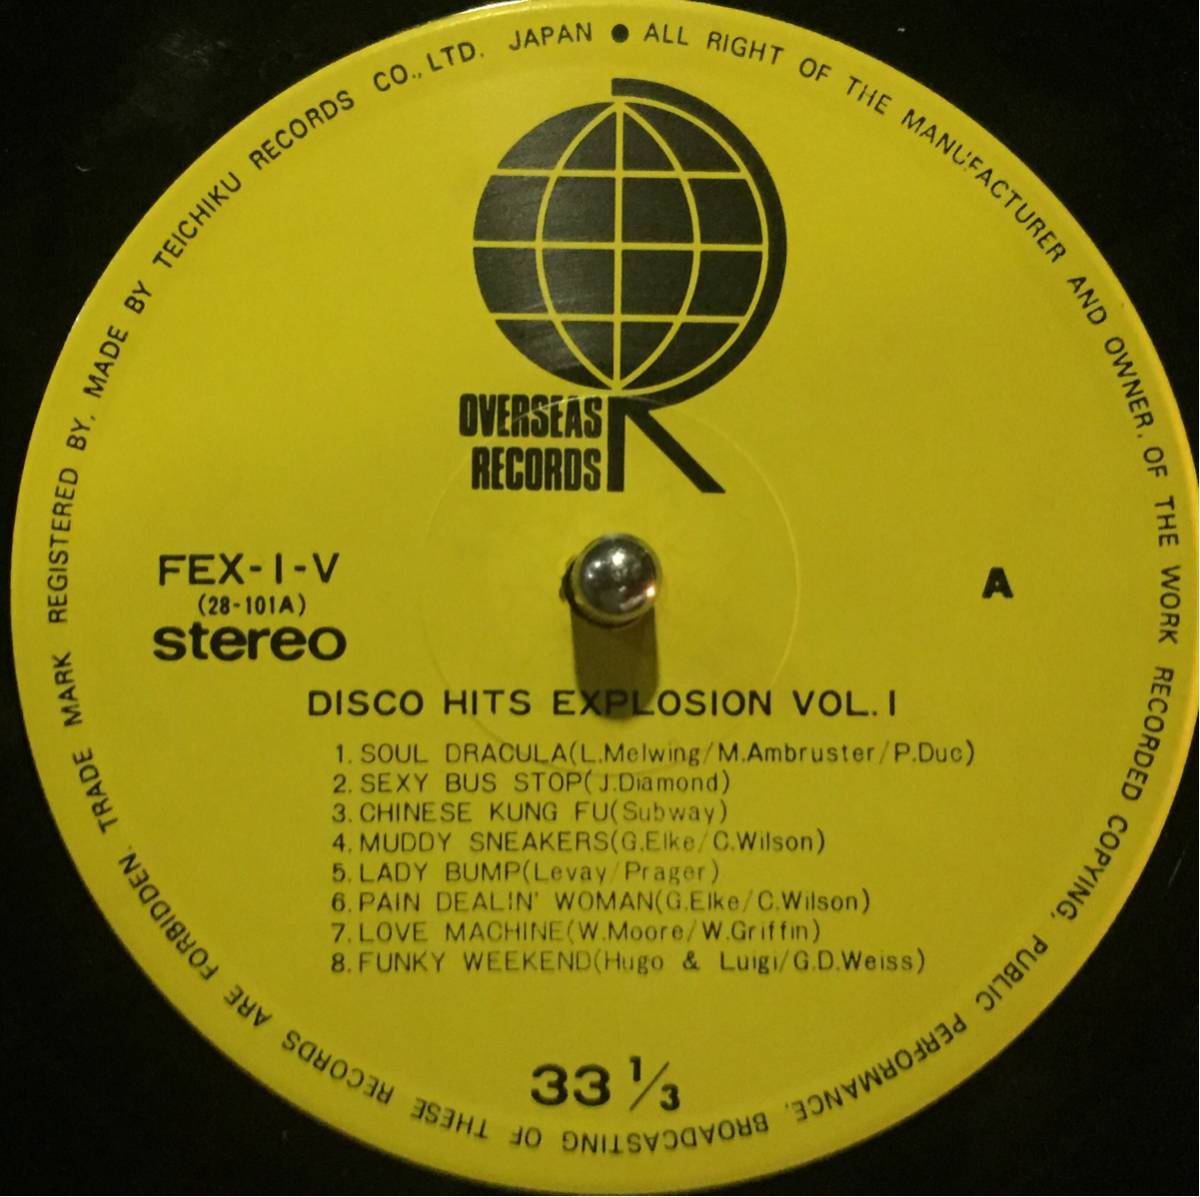 TRADE MARK REGISTERED BY, MADE BY TEICHIKU RECORDS CO., LTD. JAPAN ● ALL RIGHT OF THE MANUFACTURER AND OWNER, OF THE WORK RECORDED COPYING, PUBLIC PERFORMANCE, BROADCASTING OF THESE RECORDS ARE FORBIDDEN.
OVERSEAS
RECORDS
FEX-1-V
(28-101A)
stereo
A
DISCO HITS EXPLOSION VOL.1
1. SOUL DRACULA(L.Melwing/M.Ambruster/P.Duc)
2. SEXY BUS STOP(J.Diamond)
3. CHINESE KUNG FU(Subway)
4. MUDDY SNEAKERS(G.Elke/C.Wilson)
5. LADY BUMP(Levay/Prager)
6. PAIN DEALIN' WOMAN(G.Elke/C.Wilson)
7. LOVE MACHINE(W.Moore/W.Griffin)
8. FUNKY WEEKEND(Hugo & Luigi/G.D.Weiss)
33 1/3